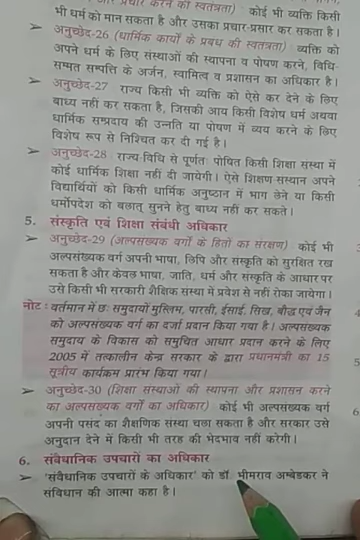 और प्रचार करने की स्वतंत्रता) कोई भी व्यक्ति किसी
भी धर्म को मान सकता है और उसका प्रचार-प्रसार कर सकता है।
➢ अनुच्छेद-26 (धार्मिक कार्यों के प्रबंध की स्वतंत्रता) व्यक्ति को
अपने धर्म के लिए संस्थाओं की स्थापना व पोषण करने, विधि-
सम्मत सम्पत्ति के अर्जन, स्वामित्व व प्रशासन का अधिकार है।
➢ अनुच्छेद-27 राज्य किसी भी व्यक्ति को ऐसे कर देने के लिए
बाध्य नहीं कर सकता है, जिसकी आय किसी विशेष धर्म अथवा
धार्मिक सम्प्रदाय की उन्नति या पोषण में व्यय करने के लिए
विशेष रूप से निश्चित कर दी गई है।
➢ अनुच्छेद-28 राज्य विधि से पूर्णतः पोषित किसी शिक्षा संस्था में
कोई धार्मिक शिक्षा नहीं दी जायेगी। ऐसे शिक्षण-संस्थान अपने
विद्यार्थियों को किसी धार्मिक अनुष्ठान में भाग लेने या किसी
धर्मोपदेश को बलात् सुनने हेतु बाध्य नहीं कर सकते।
5. संस्कृति एवं शिक्षा संबंधी अधिकार
➢ अनुच्छेद-29 (अल्पसंख्यक वर्गों के हितों का संरक्षण) कोई भी
अल्पसंख्यक वर्ग अपनी भाषा, लिपि और संस्कृति को सुरक्षित रख
सकता है और केवल भाषा, जाति, धर्म और संस्कृति के आधार पर
उसे किसी भी सरकारी शैक्षिक संस्था में प्रवेश से नहीं रोका जायेगा।
नोट: वर्तमान में छः समुदायों मुस्लिम, पारसी, ईसाई, सिख, बौद्ध एवं जैन
को अल्पसंख्यक वर्ग का दर्जा प्रदान किया गया है। अल्पसंख्यक
समुदाय के विकास को समुचित आधार प्रदान करने के लिए
2005 में तत्कालीन केन्द्र सरकार के द्वारा प्रधानमंत्री का 15
सूत्रीय कार्यक्रम प्रारंभ किया गया।
➢ अनुच्छेद-30 (शिक्षा संस्थाओं की स्थापना और प्रशासन करने
का अल्पसंख्यक वर्गों का अधिकार) कोई भी अल्पसंख्यक वर्ग
अपनी पसंद का शैक्षणिक संस्था चला सकता है और सरकार उसे
अनुदान देने में किसी भी तरह की भेदभाव नहीं करेगी।
6. संवैधानिक उपचारों का अधिकार
➢ 'संवैधानिक उपचारों के अधिकार' को डॉ. भीमराव अम्बेडकर ने
संविधान की आत्मा कहा है।